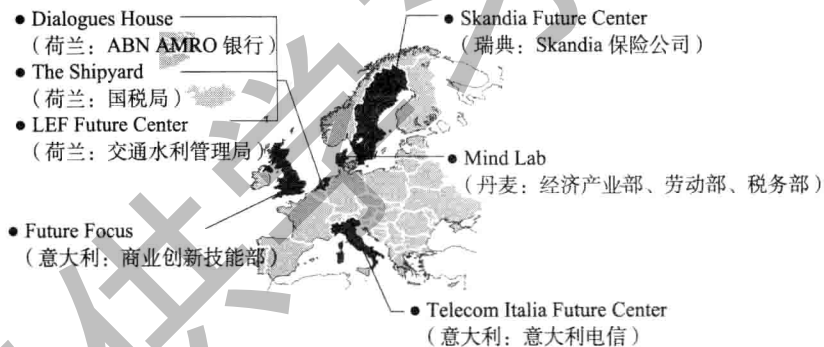 ● Dialogues House
（荷兰：ABN AMRO 银行）
● The Shipyard
（荷兰：国税局）
● LEF Future Center
（荷兰：交通水利管理局）
● Future Focus
（意大利：商业创新技能部）
● Skandia Future Center
（瑞典：Skandia 保险公司）
● Mind Lab
（丹麦：经济产业部、劳动部、税务部）
● Telecom Italia Future Center
（意大利：意大利电信）